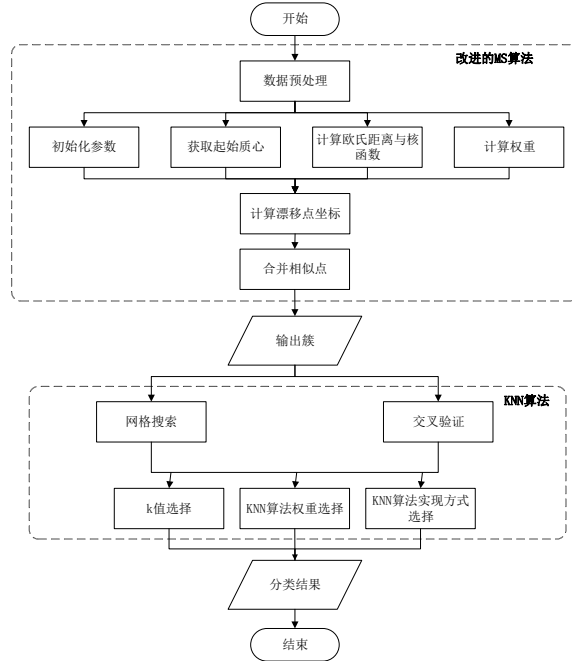 开始
改进的MS算法
数据预处理
初始化参数
获取起始质心
计算欧氏距离与核
函数
计算权重
计算漂移点坐标
合并相似点
输出簇
KNN算法
网格搜索
交叉验证
k值选择
KNN算法权重选择
KNN算法实现方式
选择
分类结果
结束